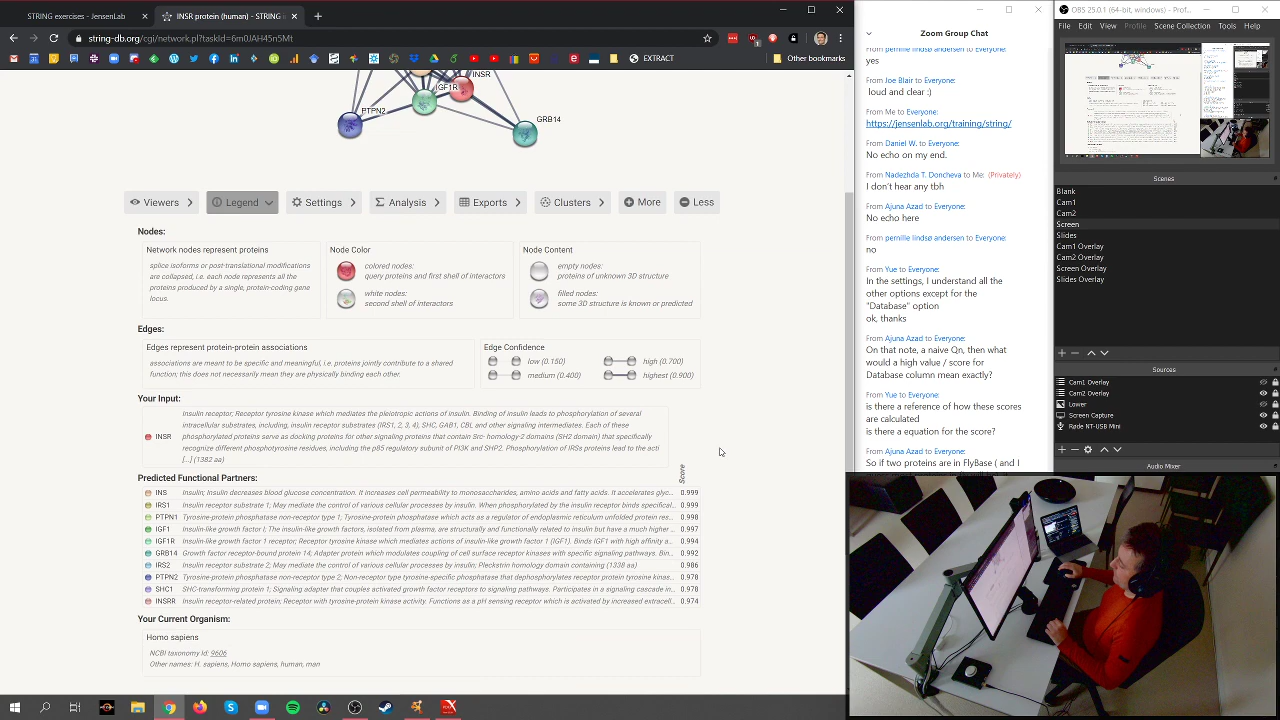 STRING exercises - JensenLab
INSR protein (human) - STRING i
string-db.org/cgi/network.pl?taskId=6m0JAH45n5Mt
EXTRACT
Other bookmarks
INSR
IGF1R
PTPN2
GRB14
Viewers
Legend
Settings
Analysis
Exports
Clusters
More
Less
Nodes:
Network nodes represent proteins
splice isoforms or post-translational modifications
are collapsed, i.e. each node represents all the
proteins produced by a single, protein-coding gene
locus.
Node Color
colored nodes:
query proteins and first shell of interactors
white nodes:
second shell of interactors
Node Content
empty nodes:
proteins of unknown 3D structure
filled nodes:
some 3D structure is known or predicted
Edges:
Edges represent protein-protein associations
associations are meant to be specific and meaningful, i.e. proteins jointly contribute to a shared
function; this does not necessarily mean they are physically binding each other.
Edge Confidence
low (0.150)
high (0.700)
medium (0.400)
highest (0.900)
Your Input:
Insulin receptor; Receptor tyrosine kinase which mediates the pleiotropic actions of insulin. Binding of insulin leads to phosphorylation of several
intracellular substrates, including, insulin receptor substrates (IRS1, 2, 3, 4), SHC, GAB1, CBL and other signaling intermediates. Each of these
INSR
phosphorylated proteins serve as docking proteins for other signaling proteins that contain Src- homology-2 domains (SH2 domain) that specifically
recognize different phosphotyrosine residues, including the p85 regulatory subunit of PI3K and SHP2. Phosphorylation of IRSs proteins lead to the acti
[...] (1382 aa)
Score
Predicted Functional Partners:
INS Insulin; Insulin decreases blood glucose concentration. It increases cell permeability to monosaccharides, amino acids and fatty acids. It accelerates glyc... 0.999
IRS1 Insulin receptor substrate 1; May mediate the control of various cellular processes by insulin. When phosphorylated by the insulin receptor binds specifical... 0.999
PTPN1 Tyrosine-protein phosphatase non-receptor type 1; Tyrosine-protein phosphatase which acts as a regulator of endoplasmic reticulum unfolded protein res... 0.998
IGF1 Insulin-like growth factor I; The insulin-like growth factors, isolated from plasma, are structurally and functionally related to insulin but have a much higher ... 0.997
IGF1R Insulin-like growth factor 1 receptor; Receptor tyrosine kinase which mediates actions of insulin-like growth factor 1 (IGF1). Binds IGF1 with high affinity a... 0.994
GRB14 Growth factor receptor-bound protein 14; Adapter protein which modulates coupling of cell surface receptor kinases with specific signaling pathways. Bin... 0.992
IRS2 Insulin receptor substrate 2; May mediate the control of various cellular processes by insulin; Pleckstrin homology domain containing (1338 aa) 0.986
PTPN2 Tyrosine-protein phosphatase non-receptor type 2; Non-receptor type tyrosine-specific phosphatase that dephosphorylates receptor protein tyrosine kinas... 0.978
SHC1 SHC-transforming protein 1; Signaling adapter that couples activated growth factor receptors to signaling pathways. Participates in a signaling cascade in... 0.978
INSRR Insulin receptor-related protein; Receptor with tyrosine-protein kinase activity. Functions as a pH sensing receptor which is activated by increased extracell... 0.974
Your Current Organism:
Homo sapiens
NCBI taxonomy Id: 9606
Other names: H. sapiens, Homo sapiens, human, man
Zoom Group Chat
From pernille lindsø andersen to Everyone:
yes
From Joe Blair to Everyone:
loud and clear :)
From Me to Everyone:
https://jensenlab.org/training/string/
From Daniel W. to Everyone:
No echo on my end.
From Nadezhda T. Doncheva to Me: (Privately)
I don't hear any tbh
From Ajuna Azad to Everyone:
No echo here
From pernille lindsø andersen to Everyone:
no
From Yue to Everyone:
In the settings, I understand all the
other options except for the
"Database" option
ok, thanks
From Ajuna Azad to Everyone:
On that note, a naive Qn, then what
would a high value / score for
Database column mean exactly?
From Yue to Everyone:
is there a reference of how these scores
are calculated
is there a equation for the score?
From Ajuna Azad to Everyone:
So if two proteins are in FlyBase ( and I
OBS 25.0.1 (64-bit, windows) - Prof...
File Edit View Profile Scene Collection Tools Help
Scenes
Blank
Cam1
Cam2
Screen
Slides
Cam1 Overlay
Cam2 Overlay
Screen Overlay
Slides Overlay
Sources
Cam1 Overlay
Cam2 Overlay
Lower
Screen Capture
Røde NT-USB Mini
Audio Mixer